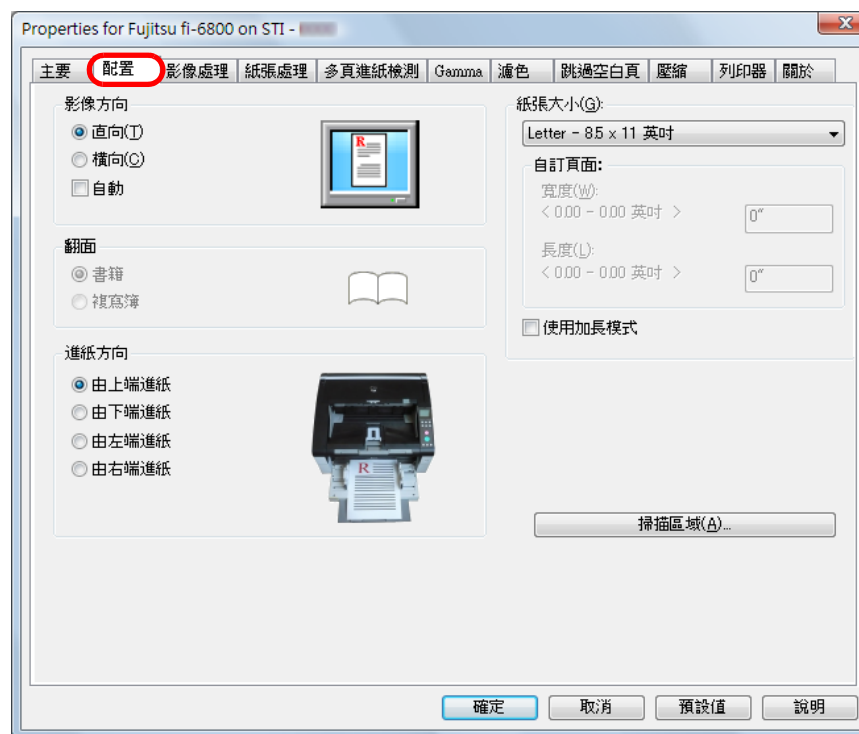 Properties for Fujitsu fi-6800 on STI -
主要 配置 影像處理 紙張處理 多頁進紙檢測 Gamma 濾色 跳過空白頁 壓縮 列印器 關於
影像方向
直向(T)
橫向(C)
自動
R
翻面
書籍
複寫簿
進紙方向
由上端進紙
由下端進紙
由左端進紙
由右端進紙
R
紙張大小(G):
Letter - 8.5 x 11 英吋
自訂頁面:
寬度(W):
< 0.00 - 0.00 英吋 >
0"
長度(L):
< 0.00 - 0.00 英吋 >
0"
使用加長模式
掃描區域(A)...
確定 取消 預設值 說明